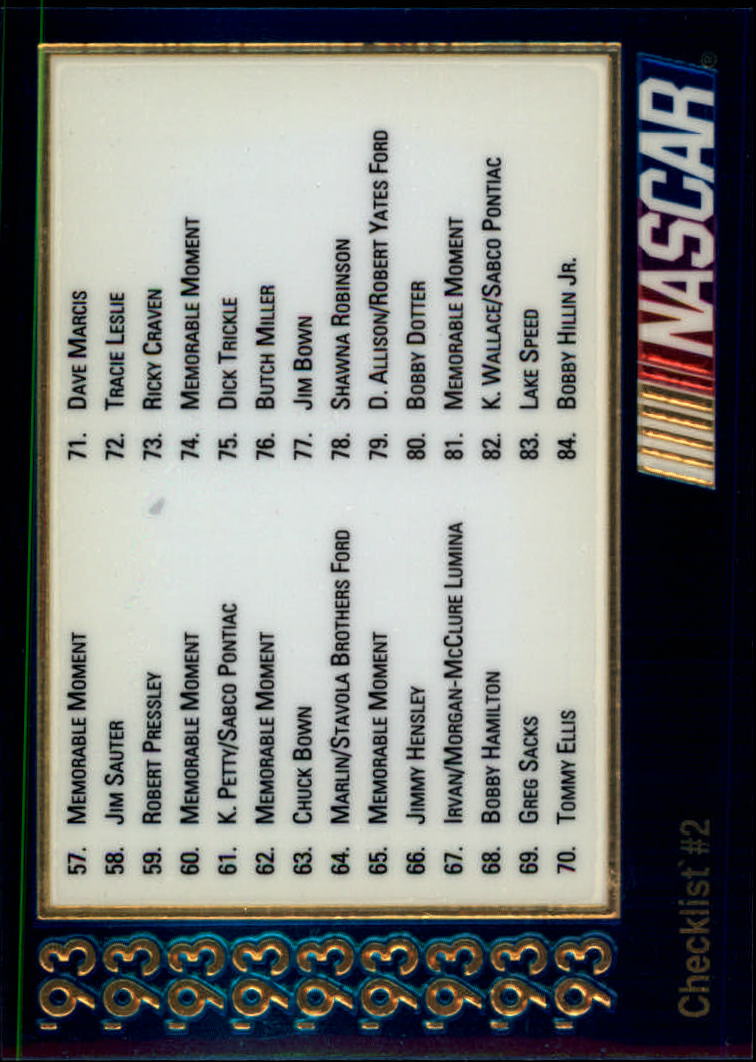 '93 '93 '93 '93 '93 '93 '93 '93 '93
57. MEMORABLE MOMENT
58. JIM SAUTER
59. ROBERT PRESSLEY
60. MEMORABLE MOMENT
61. K. PETTY/SABCO PONTIAC
62. MEMORABLE MOMENT
63. CHUCK BOWN
64. MARLIN/STAVOLA BROTHERS FORD
65. MEMORABLE MOMENT
66. JIMMY HENSLEY
67. IRVAN/MORGAN-MCCLURE LUMINA
68. BOBBY HAMILTON
69. GREG SACKS
70. TOMMY ELLIS
71. DAVE MARCIS
72. TRACIE LESLIE
73. RICKY CRAVEN
74. MEMORABLE MOMENT
75. DICK TRICKLE
76. BUTCH MILLER
77. JIM BOWN
78. SHAWNA ROBINSON
79. D. ALLISON/ROBERT YATES FORD
80. BOBBY DOTTER
81. MEMORABLE MOMENT
82. K. WALLACE/SABCO PONTIAC
83. LAKE SPEED
84. BOBBY HILLIN JR.
Checklist #2
NASCAR®